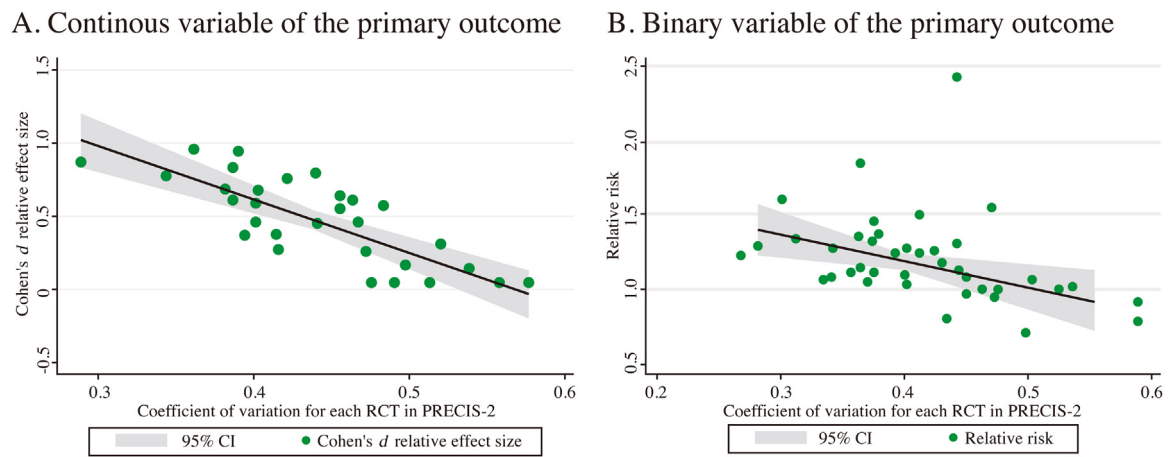 A. Continous variable of the primary outcome
1.5
1.0
0.5
0
-0.5
Cohen's d relative effect size
0.3 0.4 0.5 0.6
Coefficient of variation for each RCT in PRECIS-2
95% CI Cohen's d relative effect size
B. Binary variable of the primary outcome
2.5
2.0
1.5
1.0
0.5
Relative risk
0.2 0.3 0.4 0.5 0.6
Coefficient of variation for each RCT in PRECIS-2
95% CI Relative risk